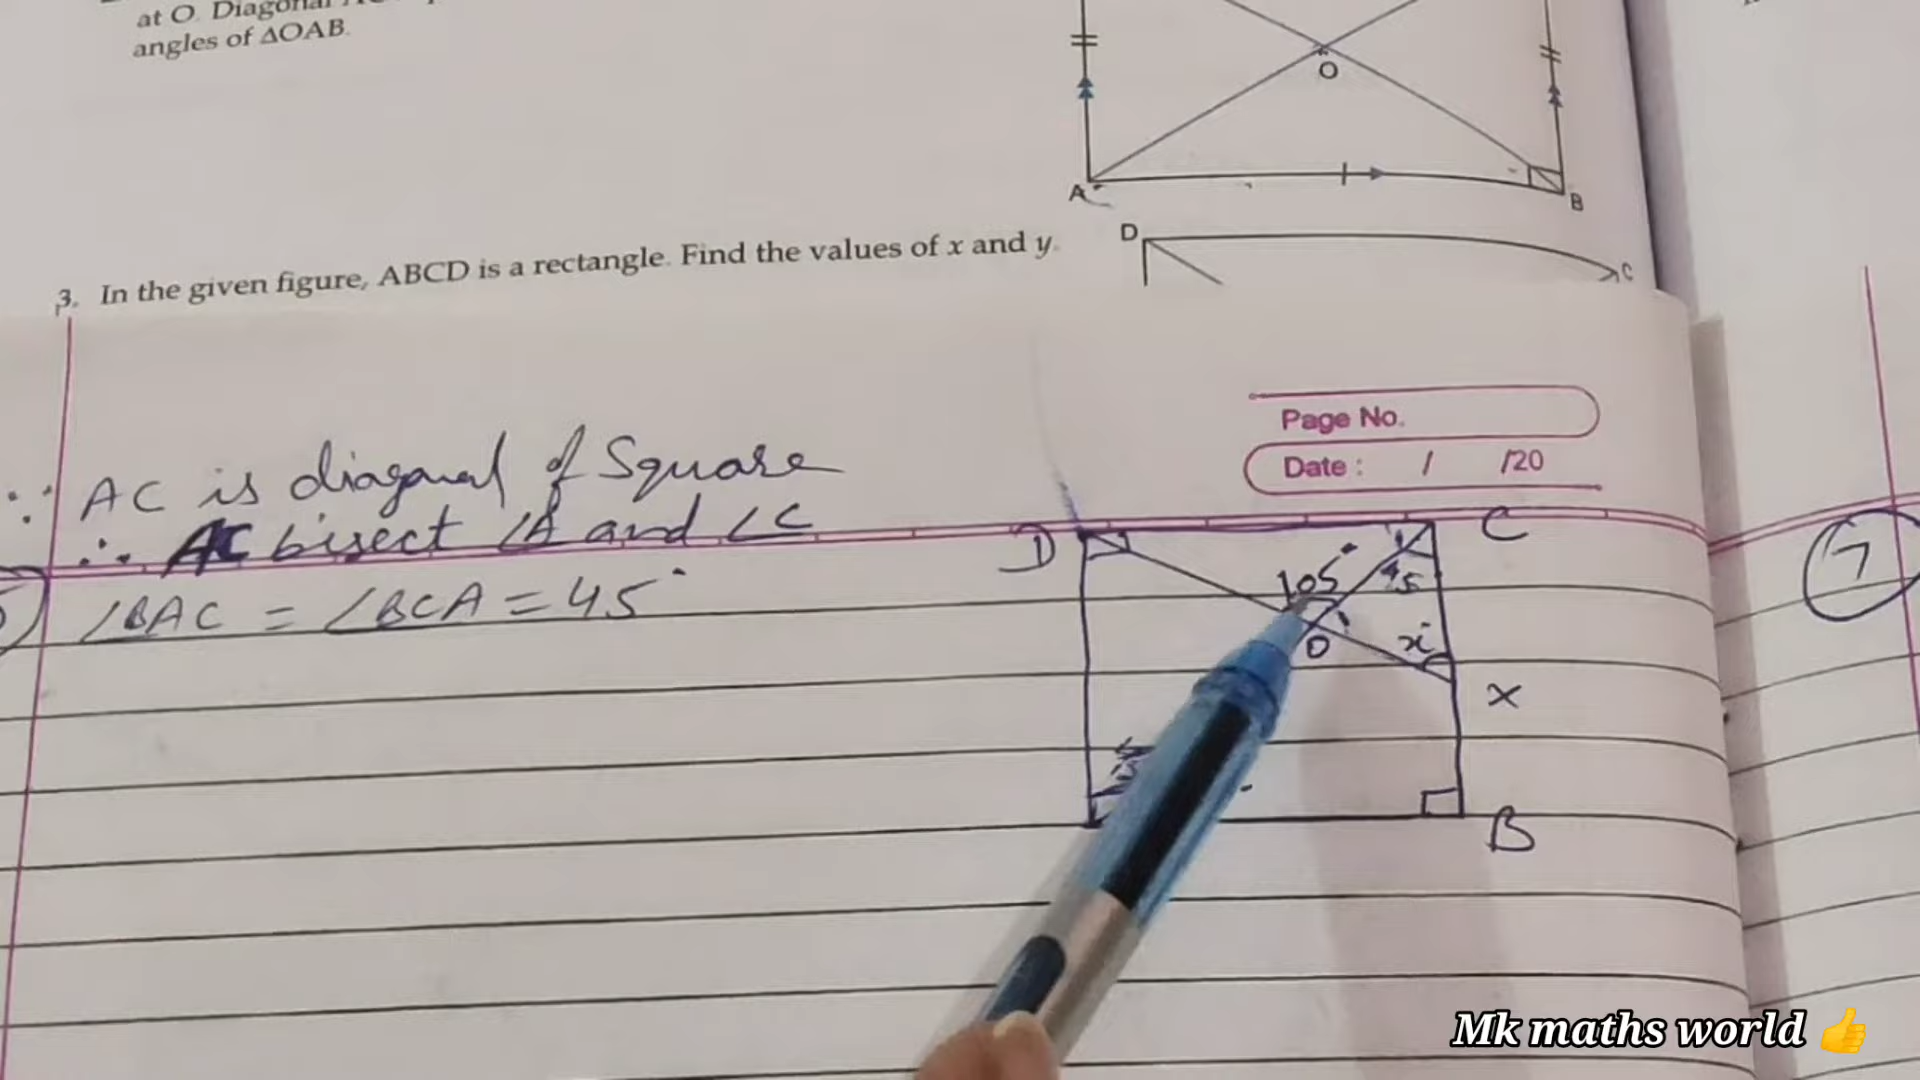 at O. Diagonal
angles of ΔOAB.
O
A
B
3. In the given figure, ABCD is a rectangle. Find the values of x and y.
D
C
Page No.
Date : / /20
∵ AC is diagonal of Square
∴ AC bisect ∠A and ∠C
∠BAC = ∠BCA = 45°
D
C
105°
45
O
x°
X
B
7
Mk maths world 👍